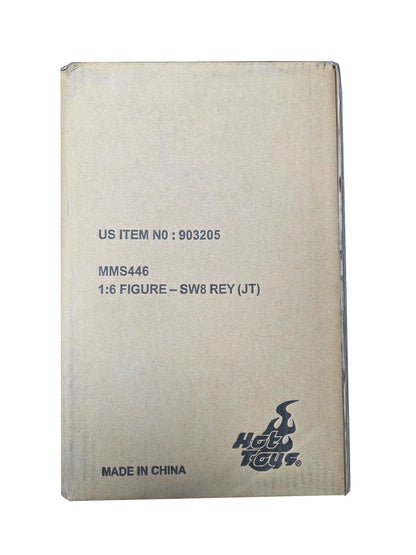 US ITEM N0 : 903205
MMS446
1:6 FIGURE – SW8 REY (JT)
Hot
Toys®
MADE IN CHINA